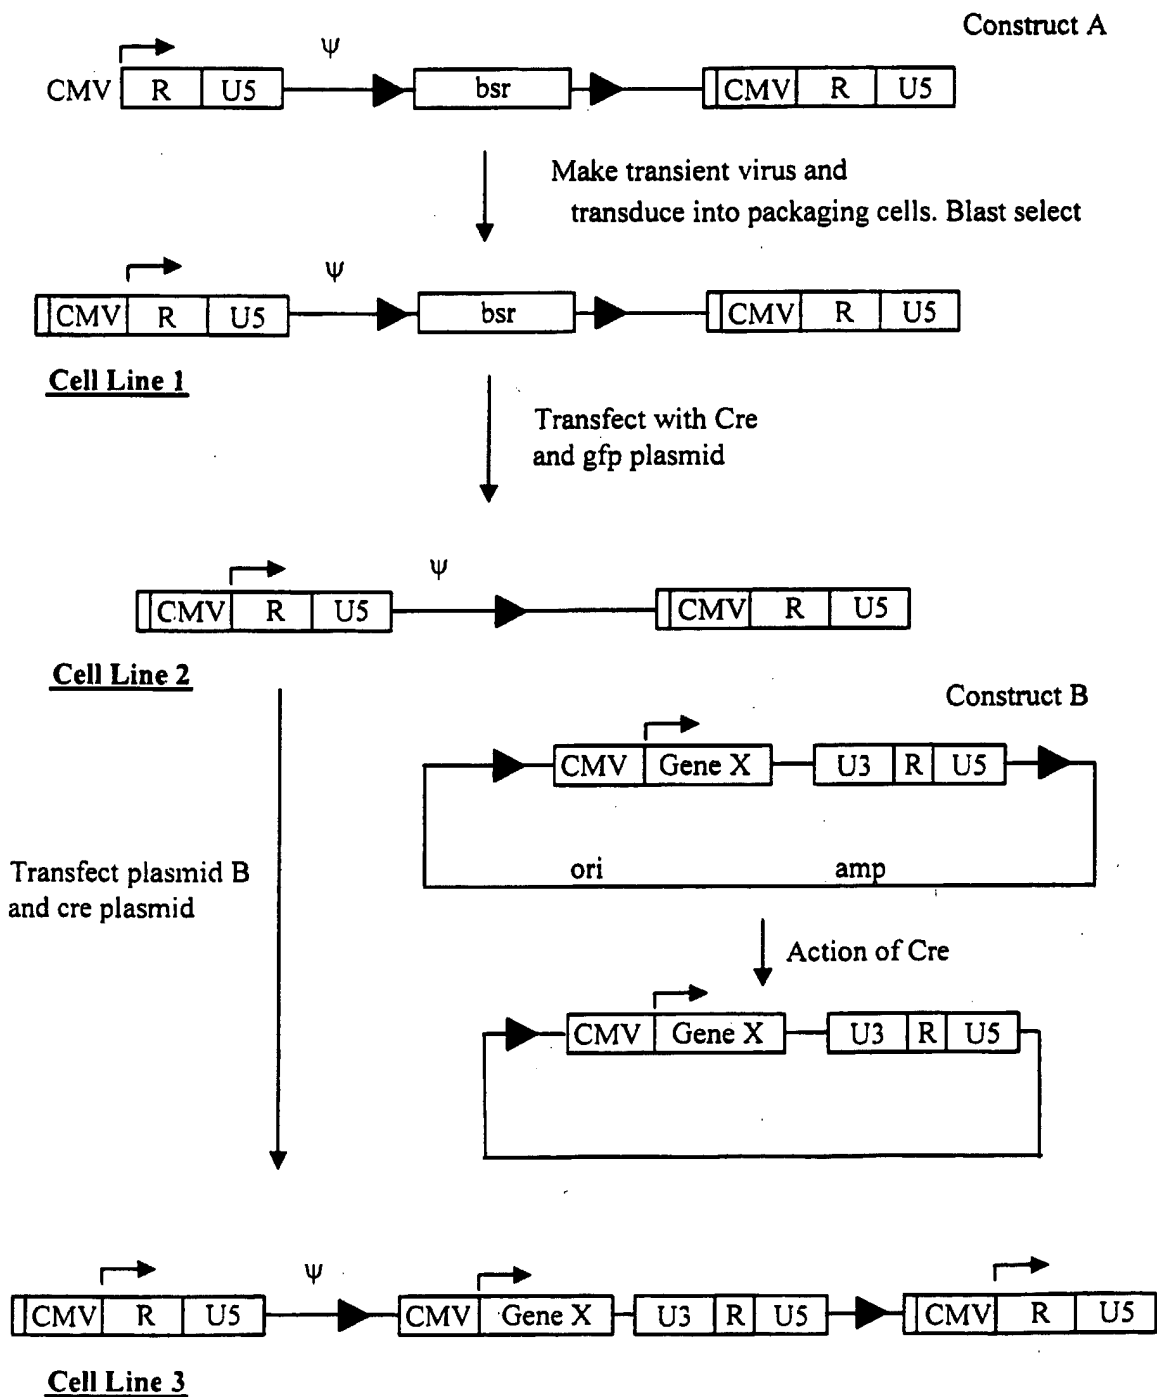 Construct A
ψ
CMV R U5 bsr CMV R U5
Make transient virus and
transduce into packaging cells. Blast select
ψ
CMV R U5 bsr CMV R U5
Cell Line 1
Transfect with Cre
and gfp plasmid
ψ
CMV R U5 CMV R U5
Cell Line 2
Construct B
CMV Gene X U3 R U5
ori amp
Transfect plasmid B
and cre plasmid
Action of Cre
CMV Gene X U3 R U5
ψ
CMV R U5 CMV Gene X U3 R U5 CMV R U5
Cell Line 3